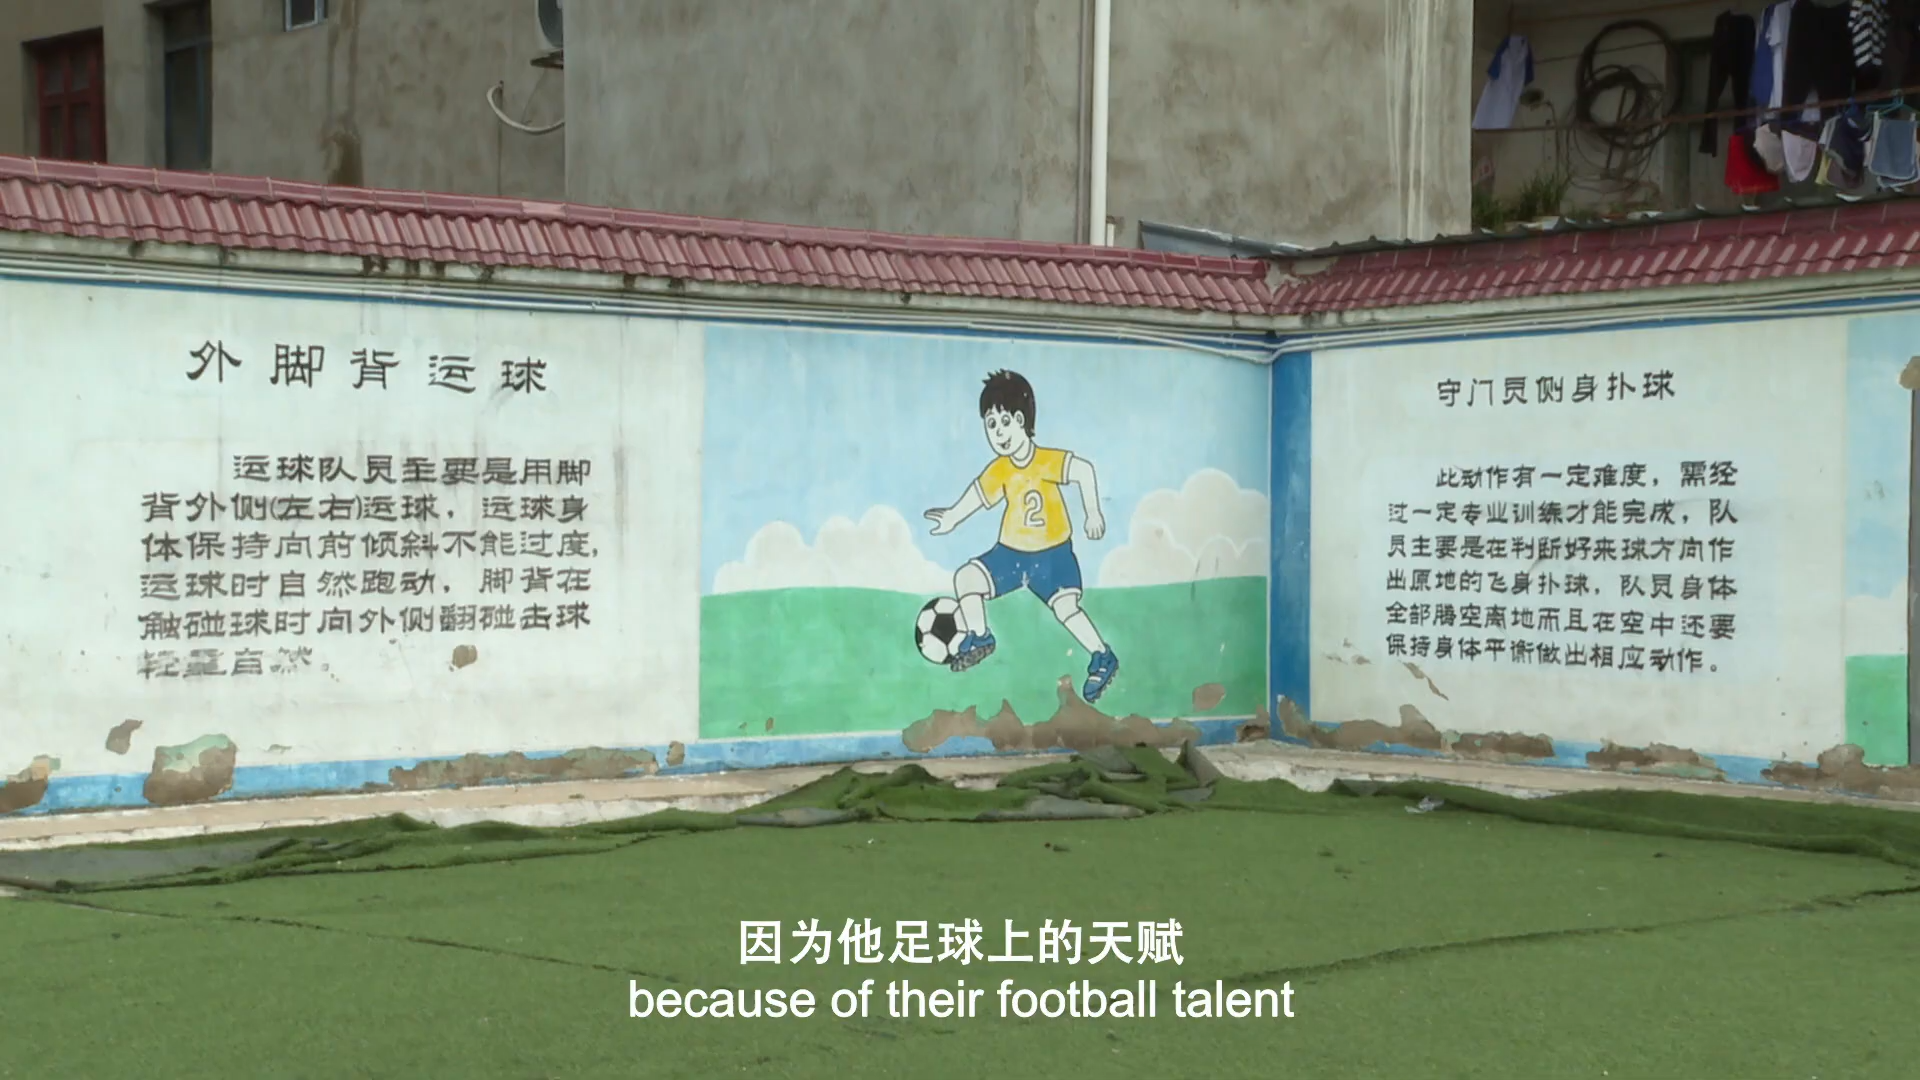 外脚背运球
运球队员主要是用脚
背外侧(左右)运球，运球身
体保持向前倾斜不能过度，
运球时自然跑动，脚背在
触碰球时向外侧翻碰击球
轻重自然。
2
守门员侧身扑球
此动作有一定难度，需经
过一定专业训练才能完成，队
员主要是在判断好来球方向作
出原地的飞身扑球，队员身体
全部腾空离地而且在空中还要
保持身体平衡做出相应动作。
因为他足球上的天赋
because of their football talent